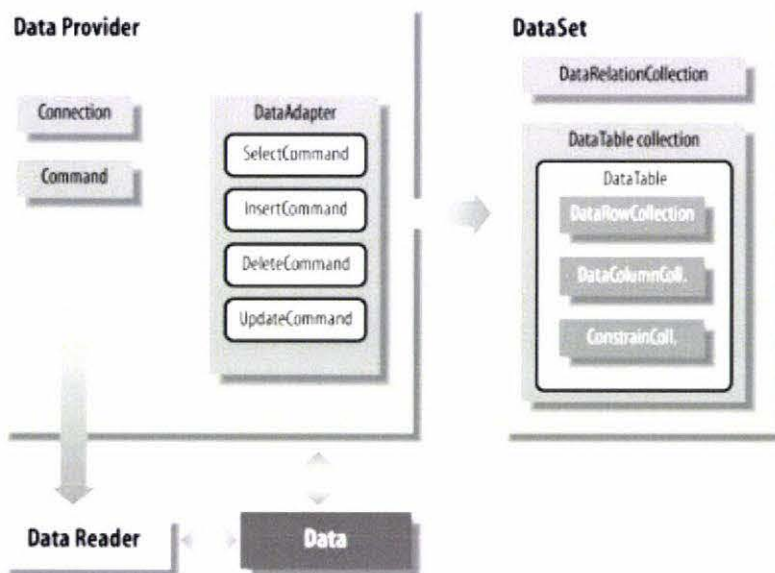 Data Provider
Connection
Command
DataAdapter
SelectCommand
InsertCommand
DeleteCommand
UpdateCommand
DataSet
DataRelationCollection
DataTable collection
DataTable
DataRowCollection
DataColumnColl.
ConstrainColl.
Data Reader
Data